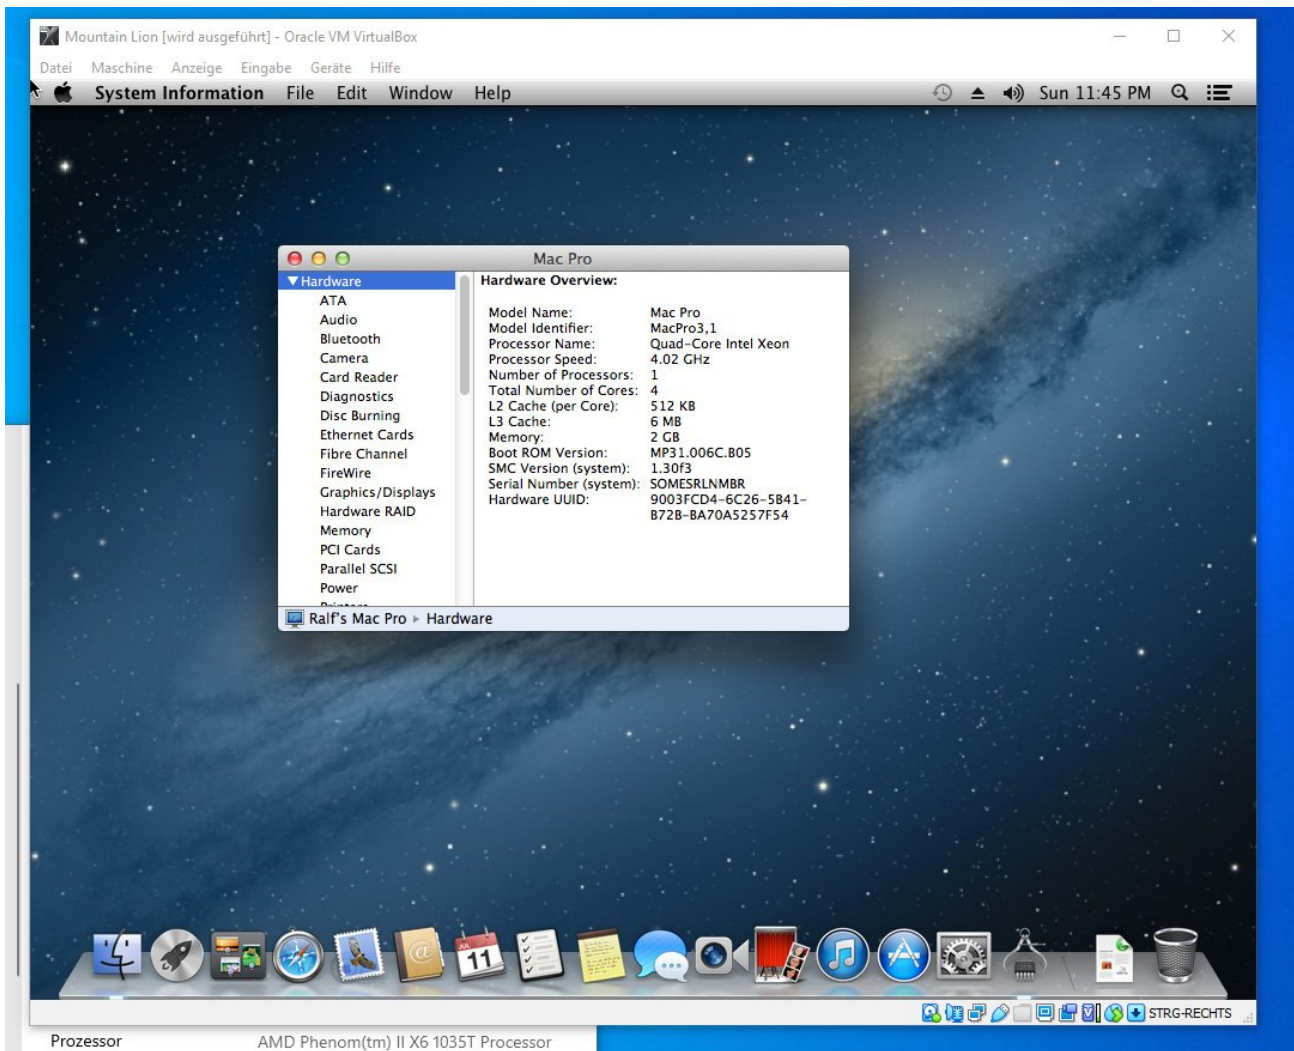 Mountain Lion [wird ausgeführt] - Oracle VM VirtualBox
Datei Maschine Anzeige Eingabe Geräte Hilfe
System Information File Edit Window Help Sun 11:45 PM
Mac Pro
Hardware
ATA
Audio
Bluetooth
Camera
Card Reader
Diagnostics
Disc Burning
Ethernet Cards
Fibre Channel
FireWire
Graphics/Displays
Hardware RAID
Memory
PCI Cards
Parallel SCSI
Power
Printers
Hardware Overview:
Model Name: Mac Pro
Model Identifier: MacPro3,1
Processor Name: Quad-Core Intel Xeon
Processor Speed: 4.02 GHz
Number of Processors: 1
Total Number of Cores: 4
L2 Cache (per Core): 512 KB
L3 Cache: 6 MB
Memory: 2 GB
Boot ROM Version: MP31.006C.B05
SMC Version (system): 1.30f3
Serial Number (system): SOMESRLNMBR
Hardware UUID: 9003FCD4-6C26-5B41-
B72B-BA70A5257F54
Ralf's Mac Pro ▸ Hardware
JUL
11
STRG-RECHTS
Prozessor AMD Phenom(tm) II X6 1035T Processor